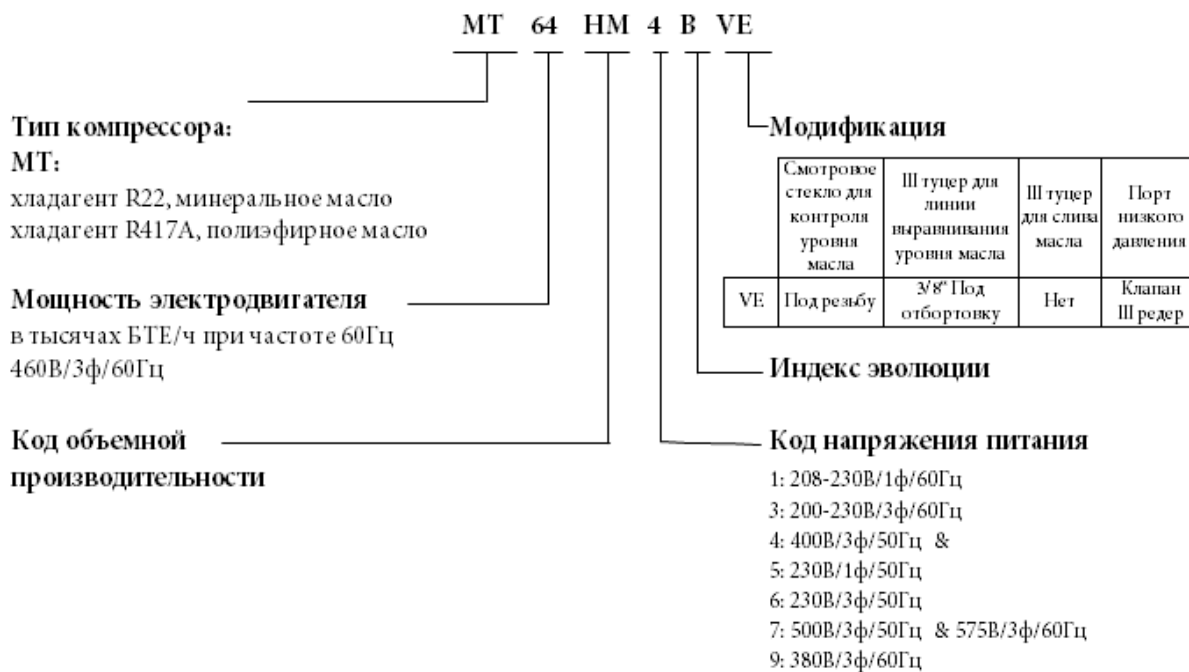 МТ 64 НМ 4 В VE
Тип компрессора:
МТ:
хладагент R22, минеральное масло
хладагент R417A, полиэфирное масло
Мощность электродвигателя
в тысячах БТЕ/ч при частоте 60Гц
460В/3ф/60Гц
Код объемной
производительности
Модификация
Смотровое
стекло для
контроля
уровня
масла
Штуцер для
линии
выравнивания
уровня масла
Штуцер
для слива
масла
Порт
низкого
давления
VE
Под резьбу
3/8" Под
отбортовку
Нет
Клапан
Шредер
Индекс эволюции
Код напряжения питания
1: 208-230В/1ф/60Гц
3: 200-230В/3ф/60Гц
4: 400В/3ф/50Гц &
5: 230В/1ф/50Гц
6: 230В/3ф/50Гц
7: 500В/3ф/50Гц & 575В/3ф/60Гц
9: 380В/3ф/60Гц